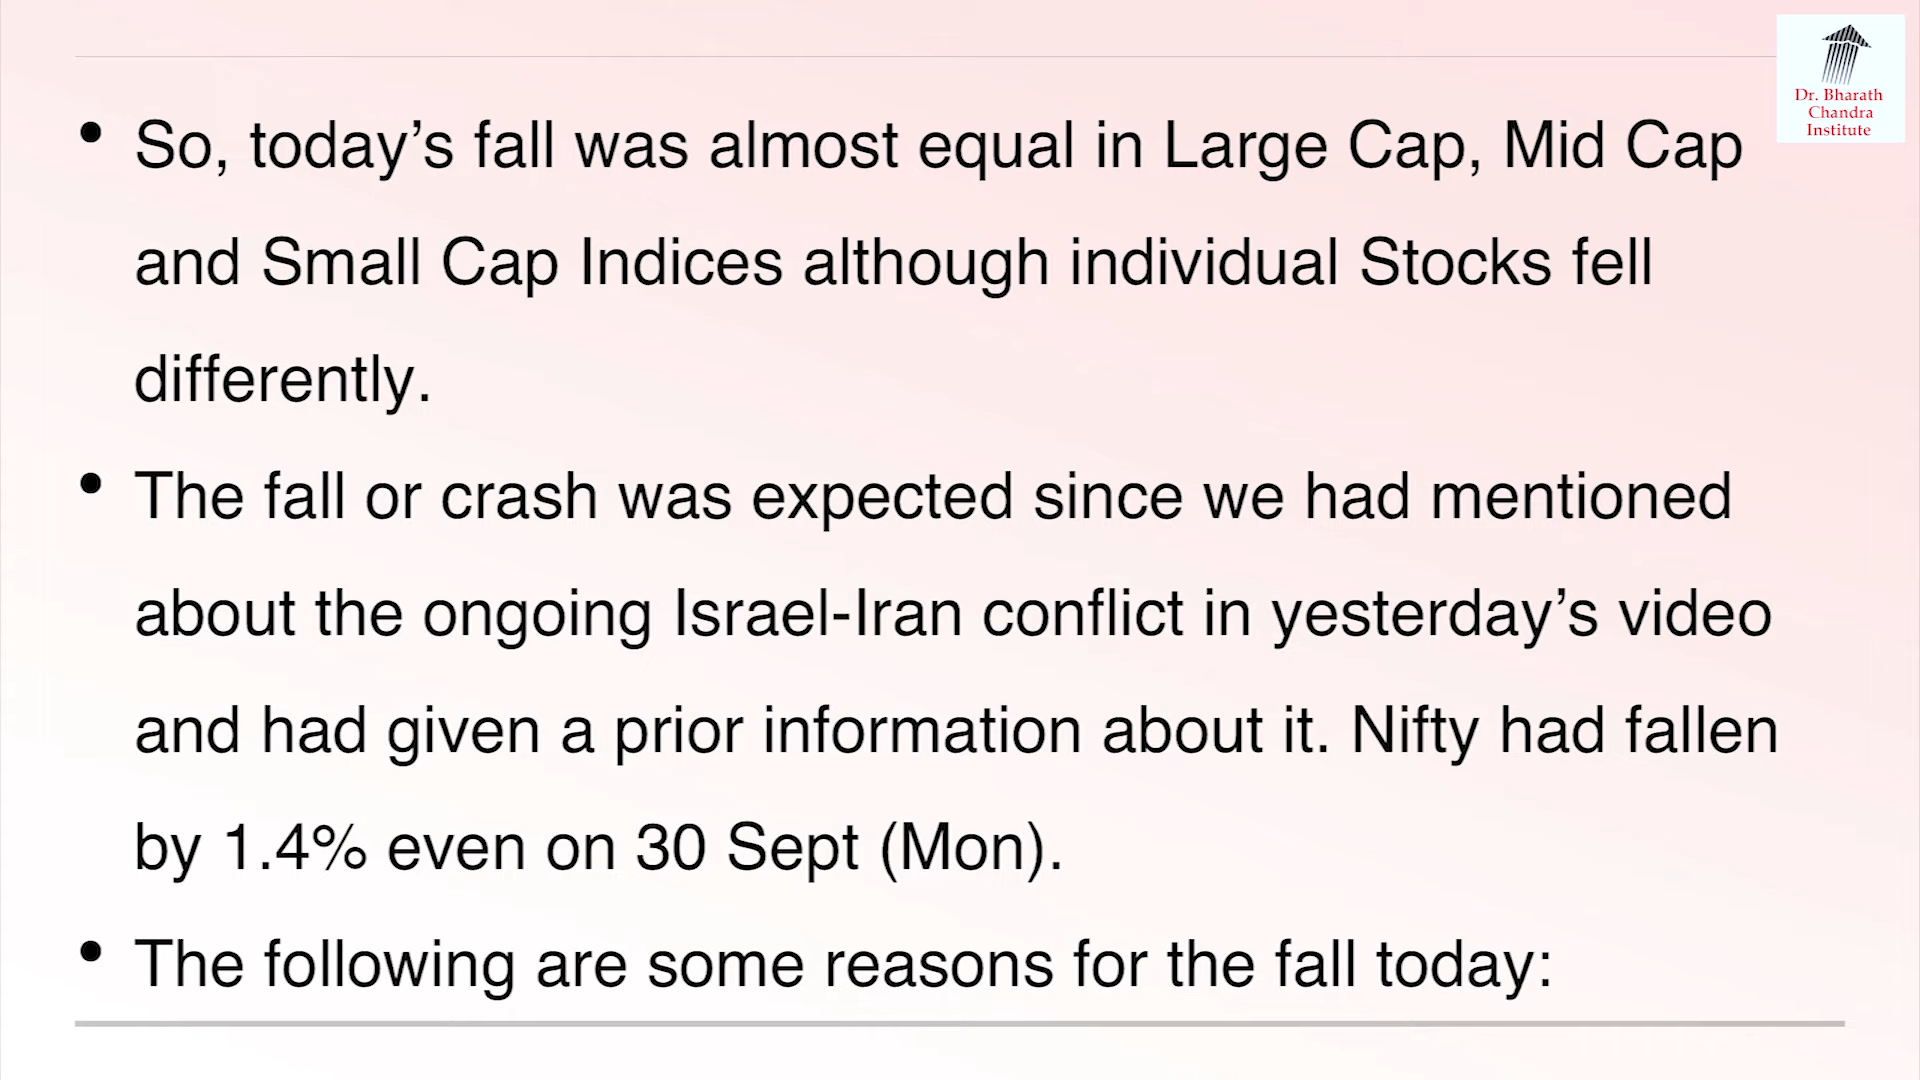 Dr. Bharath
Chandra
Institute
• So, today’s fall was almost equal in Large Cap, Mid Cap
and Small Cap Indices although individual Stocks fell
differently.
• The fall or crash was expected since we had mentioned
about the ongoing Israel-Iran conflict in yesterday’s video
and had given a prior information about it. Nifty had fallen
by 1.4% even on 30 Sept (Mon).
• The following are some reasons for the fall today: